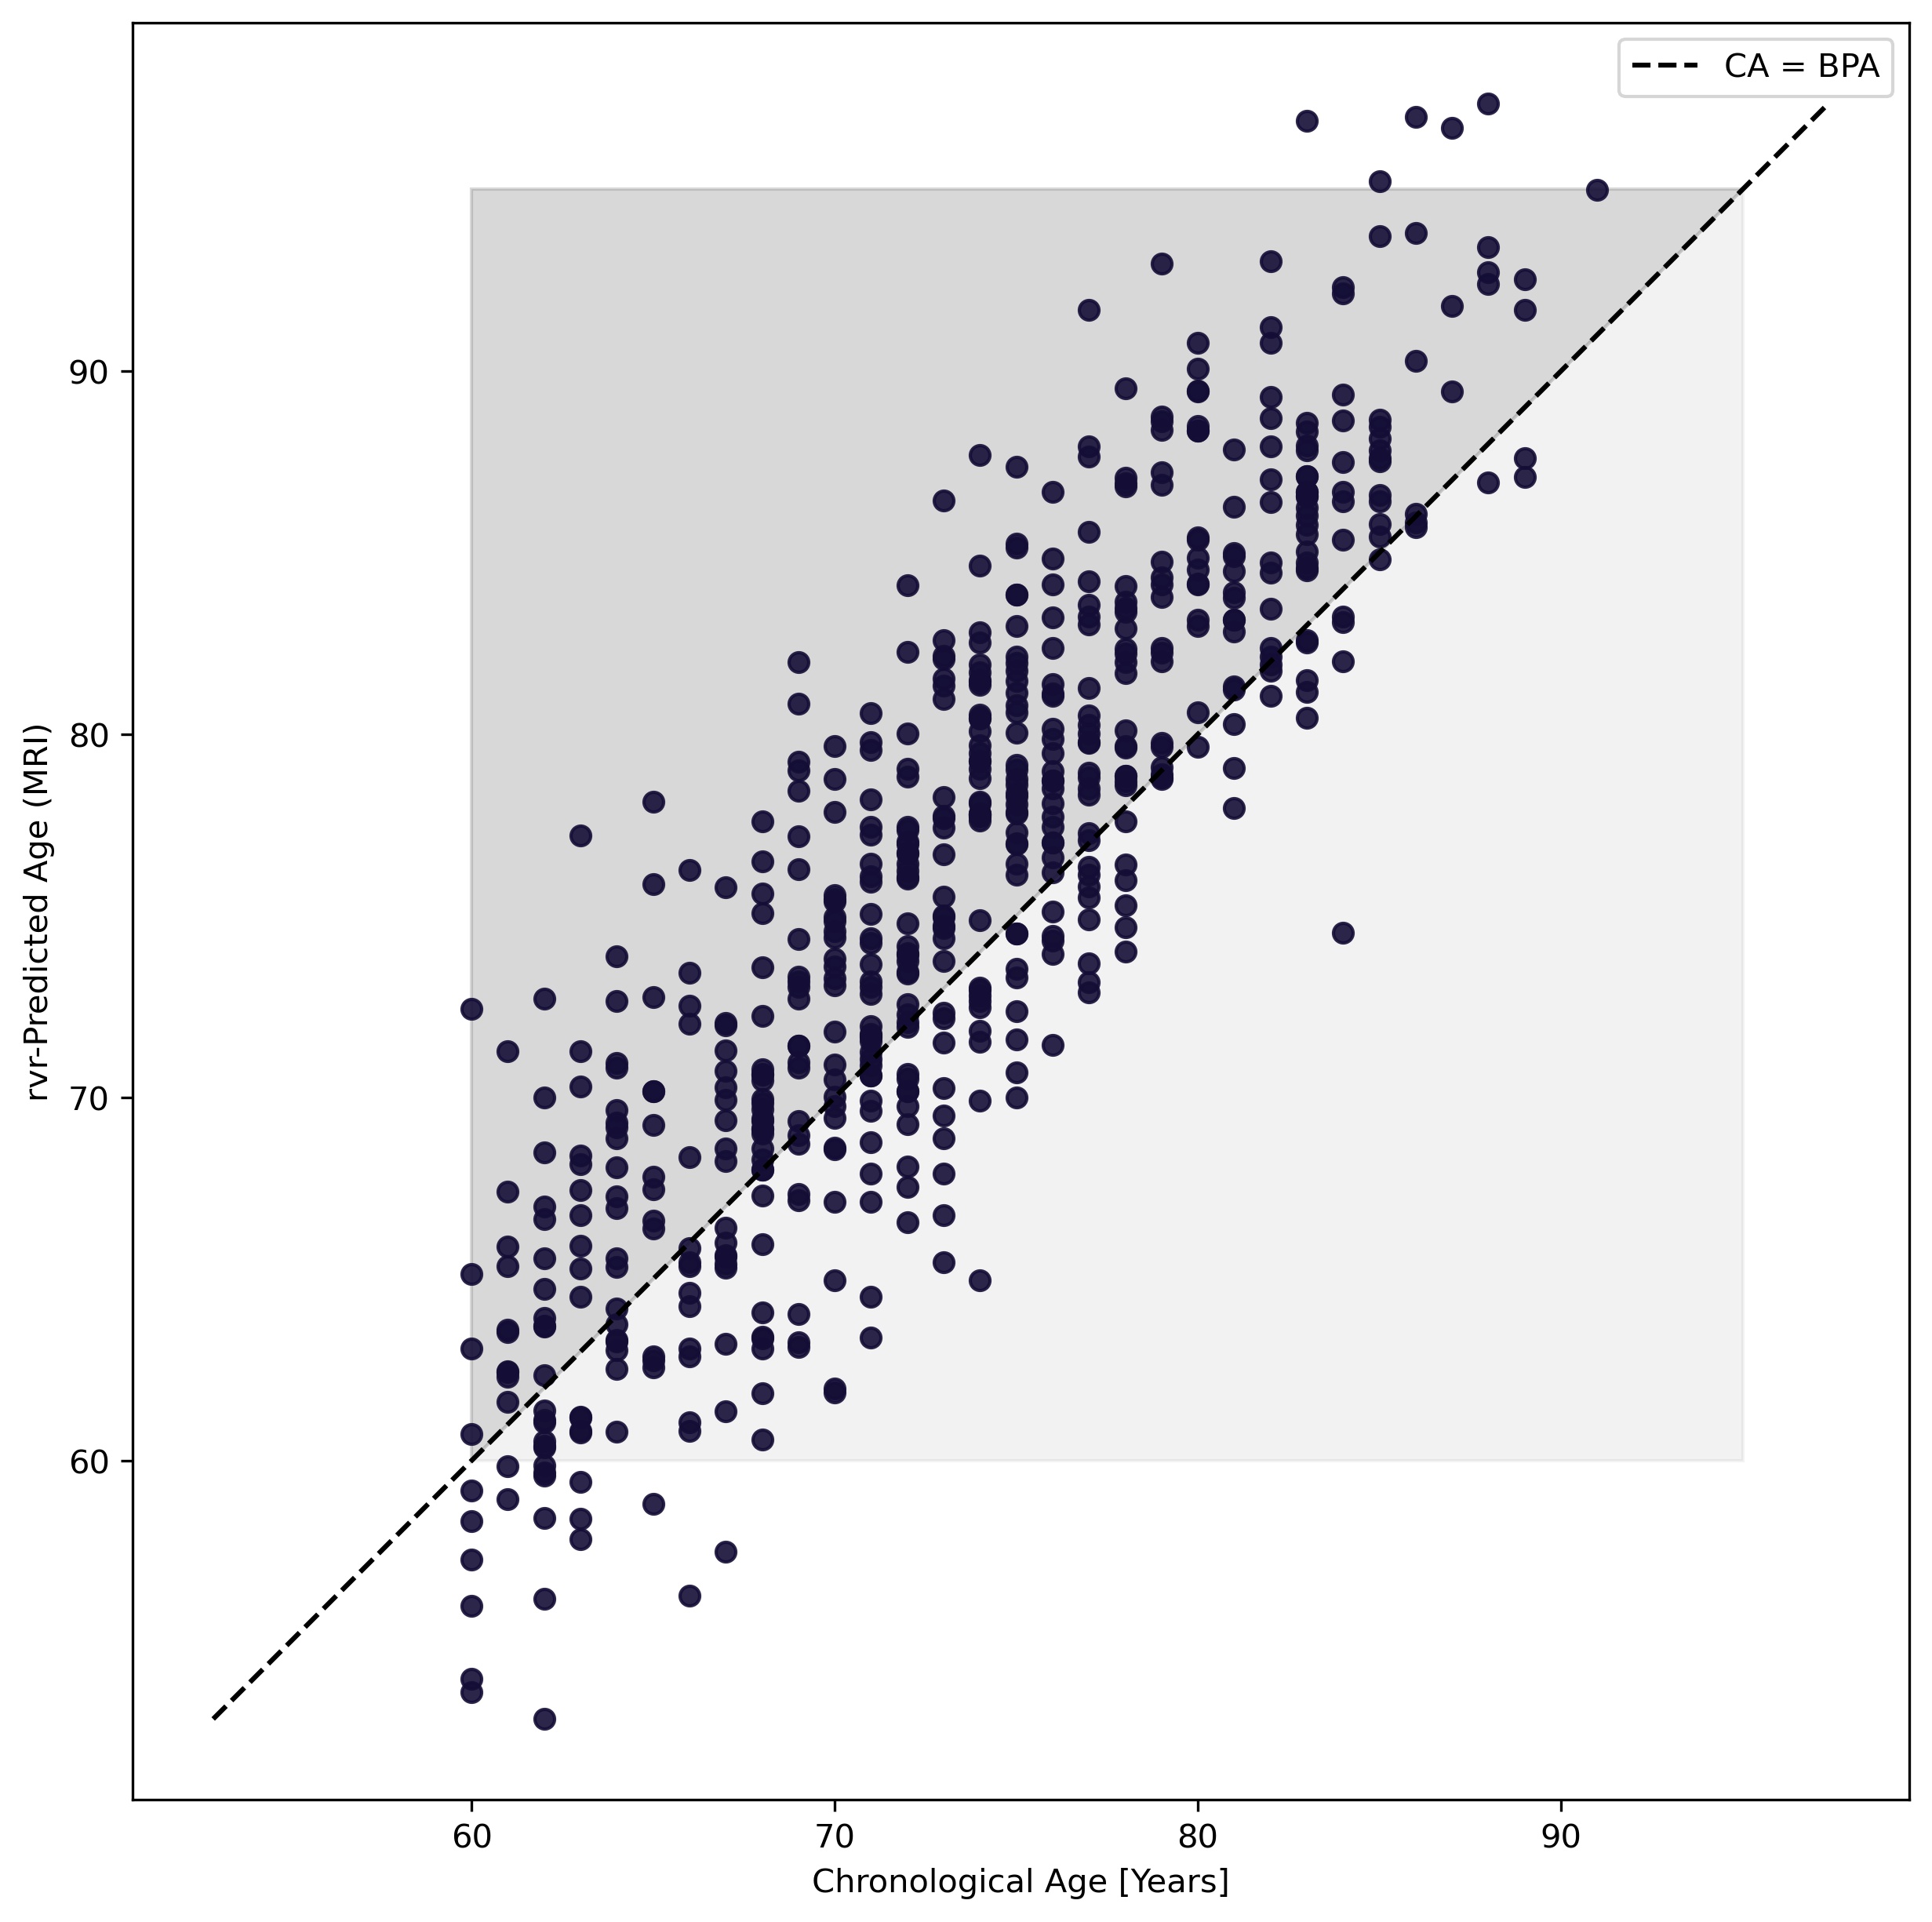 CA = BPA
90
80
70
60
rvr-Predicted Age (MRI)
60 70 80 90
Chronological Age [Years]